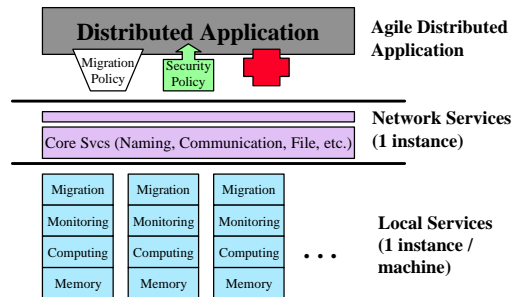 Distributed Application
Agile Distributed
Application
Migration
Policy
Security
Policy
Network Services
(1 instance)
Core Svcs (Naming, Communication, File, etc.)
Migration Migration Migration
Monitoring Monitoring Monitoring
Local Services
(1 instance /
machine)
Computing Computing Computing
. . .
Memory Memory Memory